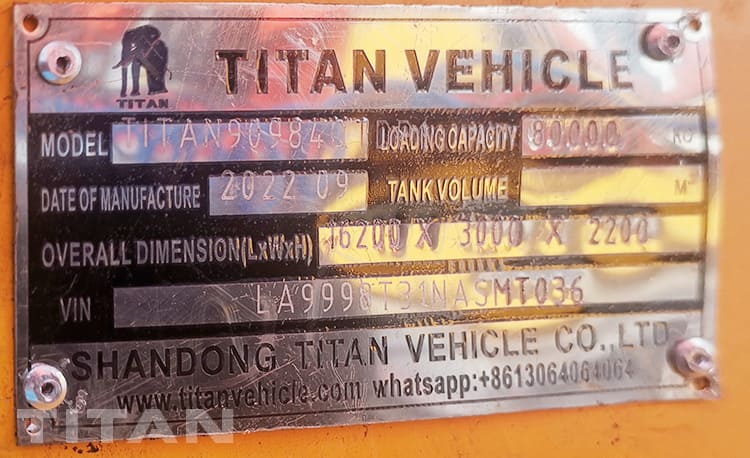 TITAN
TITAN VEHICLE
MODEL LOADING CAPACITY 80000 KG
DATE OF MANUFACTURE 2022 09 TANK VOLUME M³
OVERALL DIMENSION(LxWxH) 16200 X 3000 X 2200
VIN
SHANDONG TITAN VEHICLE CO.,LTD
www.titanvehicle.com whatsapp:+8613064064064
TITAN